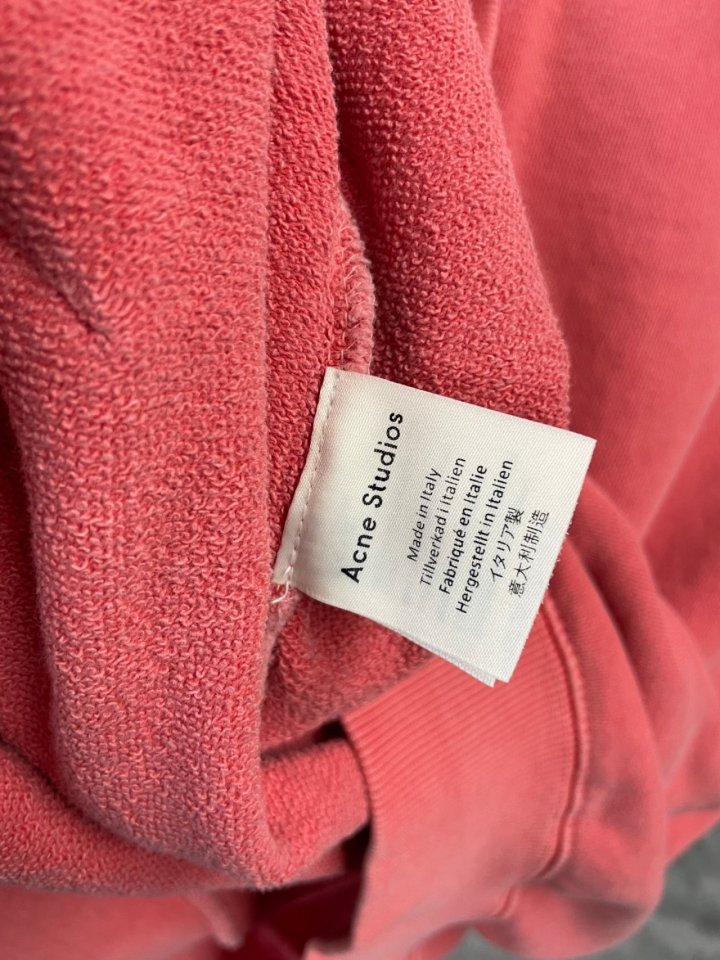 Acne Studios
Made in Italy
Tillverkad i Italien
Fabriqué en Italie
Hergestellt in Italien
イタリア製
意大利制造